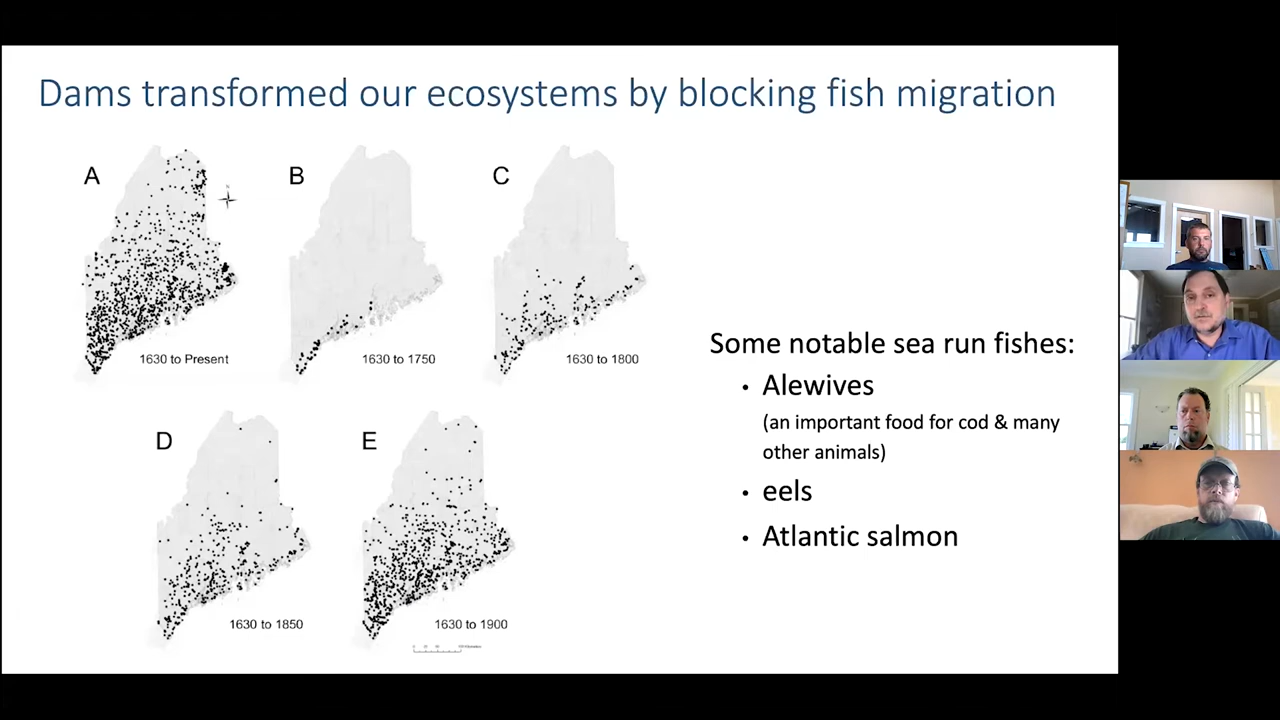 Dams transformed our ecosystems by blocking fish migration
A
N
B
C
1630 to Present
1630 to 1750
1630 to 1800
Some notable sea run fishes:
• Alewives
(an important food for cod & many
other animals)
• eels
• Atlantic salmon
D
E
1630 to 1850
1630 to 1900